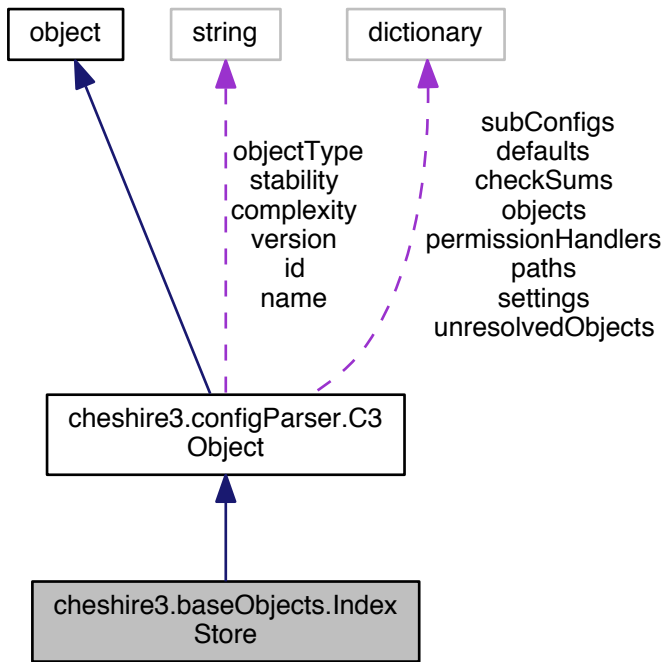 object
string
dictionary
objectType
stability
complexity
version
id
name
subConfigs
defaults
checkSums
objects
permissionHandlers
paths
settings
unresolvedObjects
cheshire3.configParser.C3
Object
cheshire3.baseObjects.Index
Store